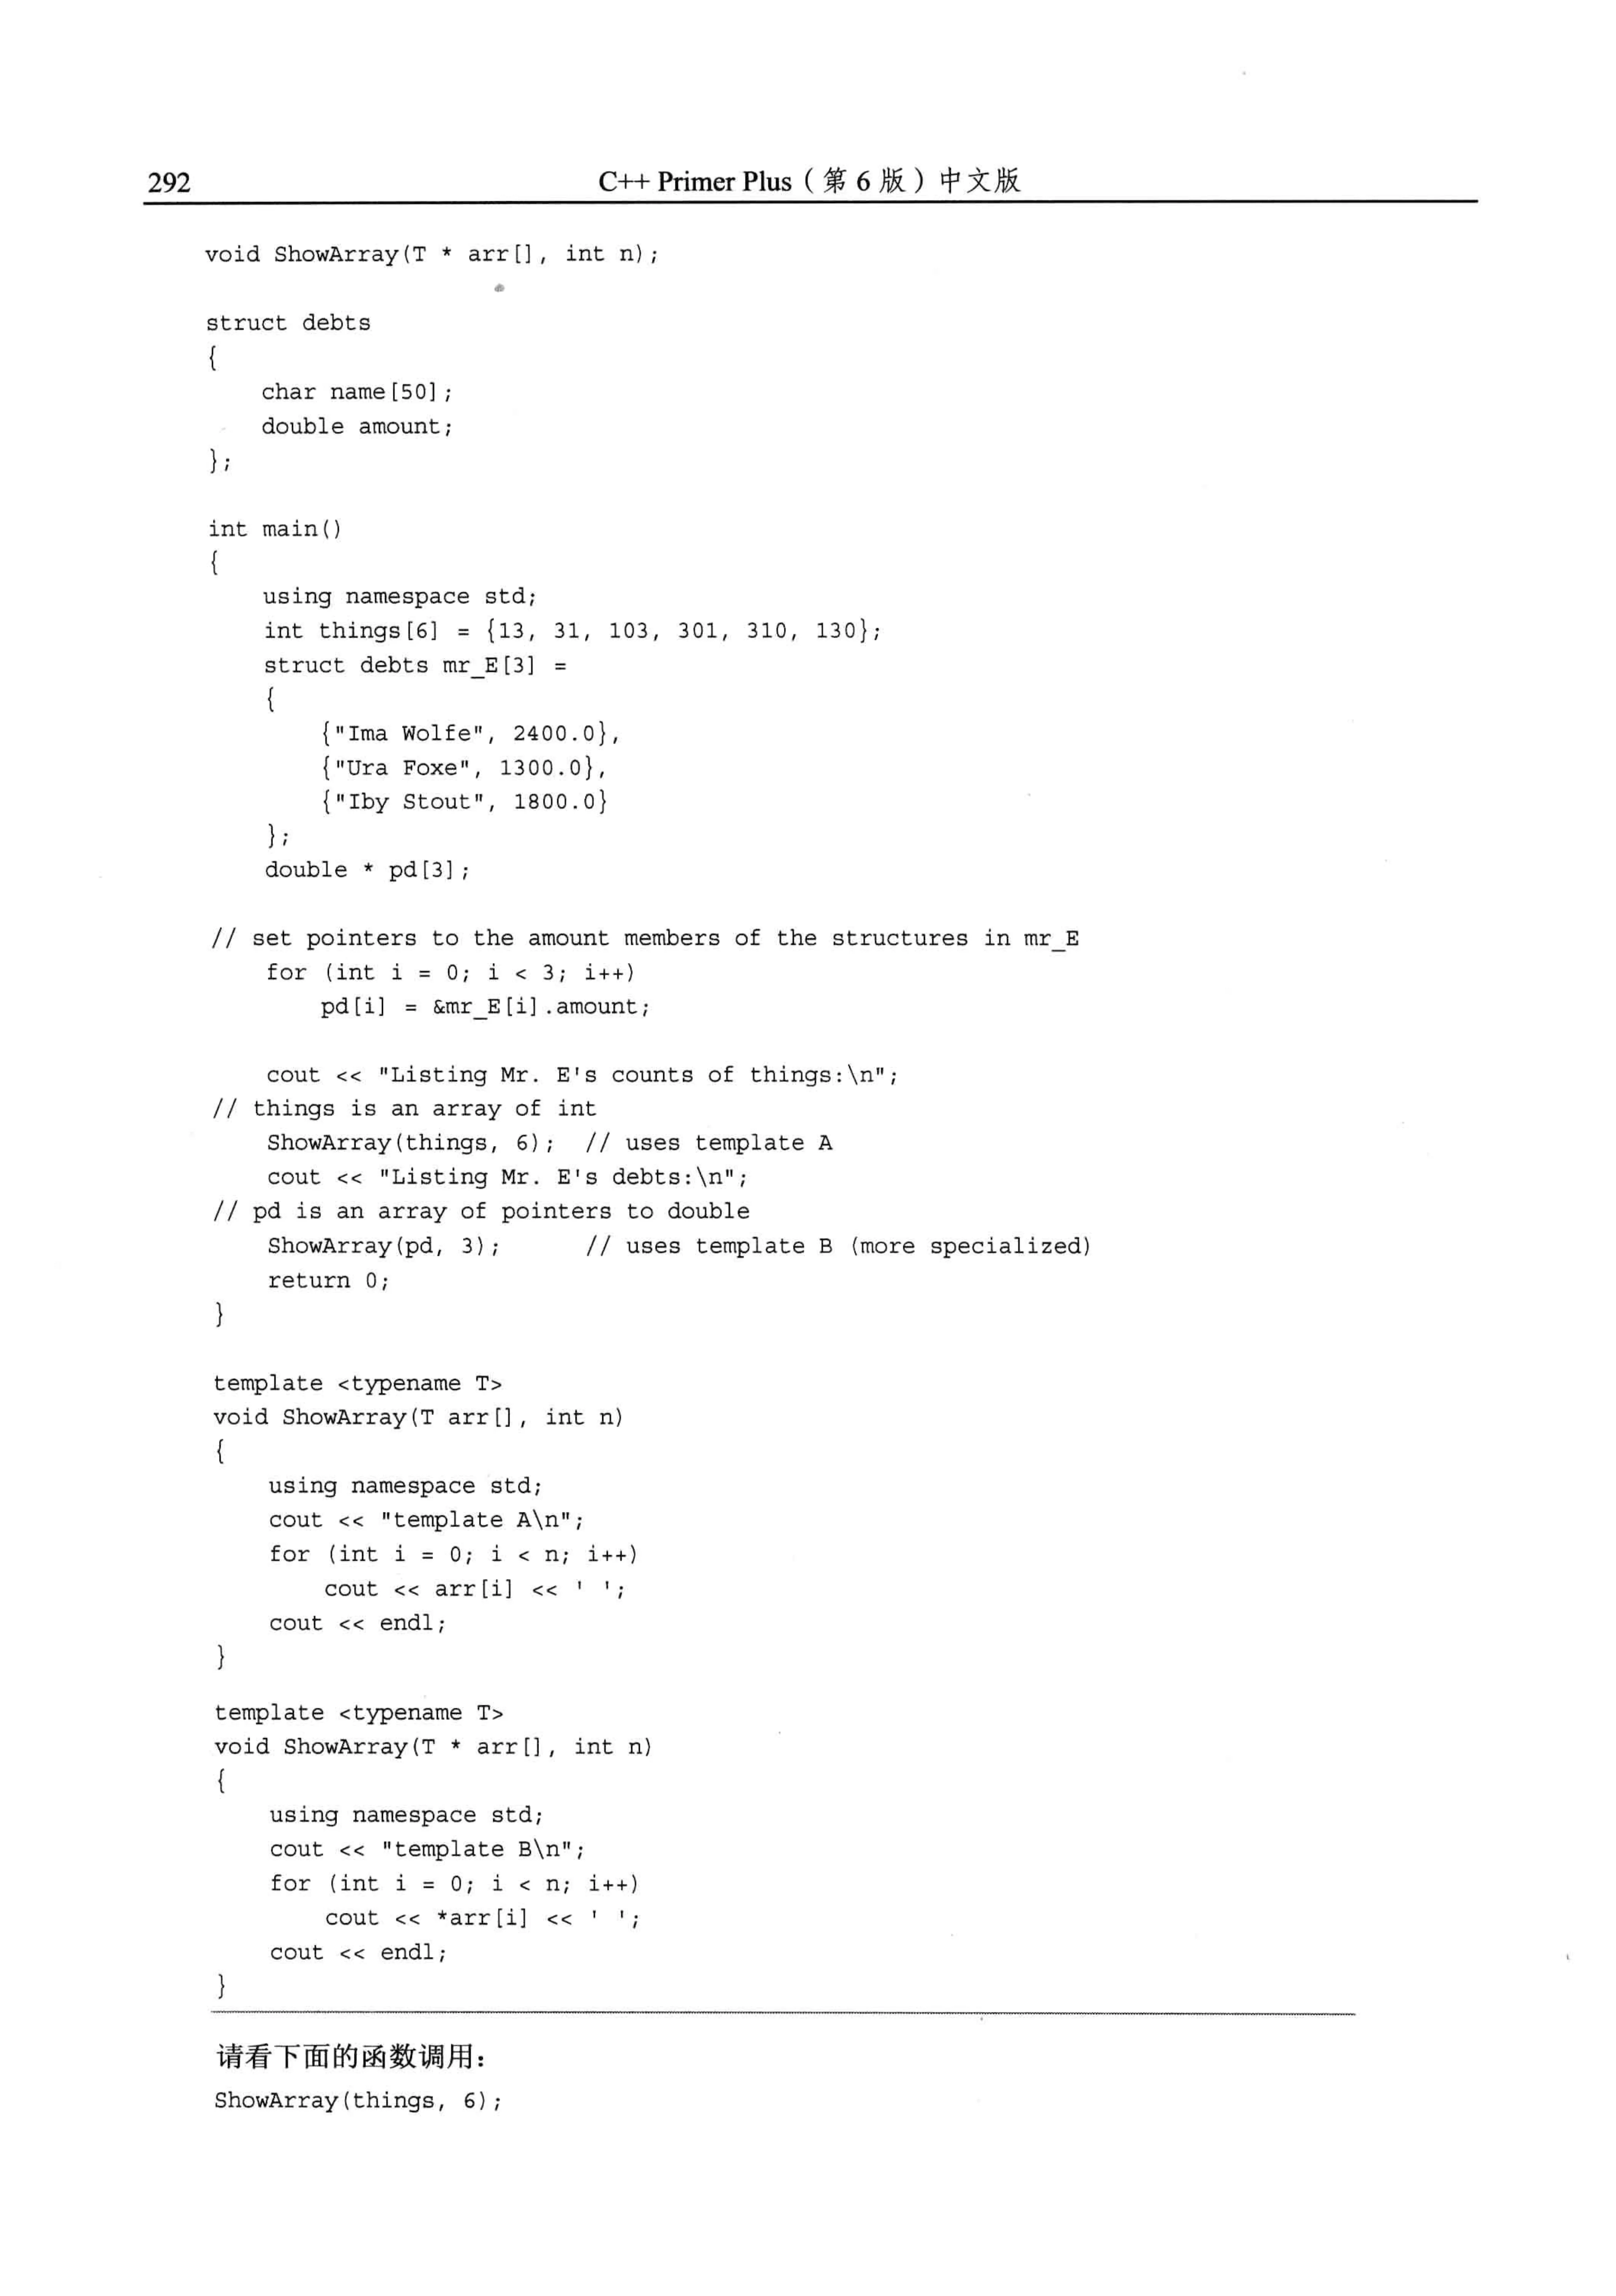 292
C++ Primer Plus（第 6 版）中文版
void ShowArray(T * arr[], int n);
struct debts
{
    char name[50];
    double amount;
};
int main()
{
    using namespace std;
    int things[6] = {13, 31, 103, 301, 310, 130};
    struct debts mr_E[3] =
    {
        {"Ima Wolfe", 2400.0},
        {"Ura Foxe", 1300.0},
        {"Iby Stout", 1800.0}
    };
    double * pd[3];
// set pointers to the amount members of the structures in mr_E
    for (int i = 0; i < 3; i++)
        pd[i] = &mr_E[i].amount;
    cout << "Listing Mr. E's counts of things:\n";
// things is an array of int
    ShowArray(things, 6);  // uses template A
    cout << "Listing Mr. E's debts:\n";
// pd is an array of pointers to double
    ShowArray(pd, 3);      // uses template B (more specialized)
    return 0;
}
template <typename T>
void ShowArray(T arr[], int n)
{
    using namespace std;
    cout << "template A\n";
    for (int i = 0; i < n; i++)
        cout << arr[i] << ' ';
    cout << endl;
}
template <typename T>
void ShowArray(T * arr[], int n)
{
    using namespace std;
    cout << "template B\n";
    for (int i = 0; i < n; i++)
        cout << *arr[i] << ' ';
    cout << endl;
}
请看下面的函数调用：
ShowArray(things, 6);